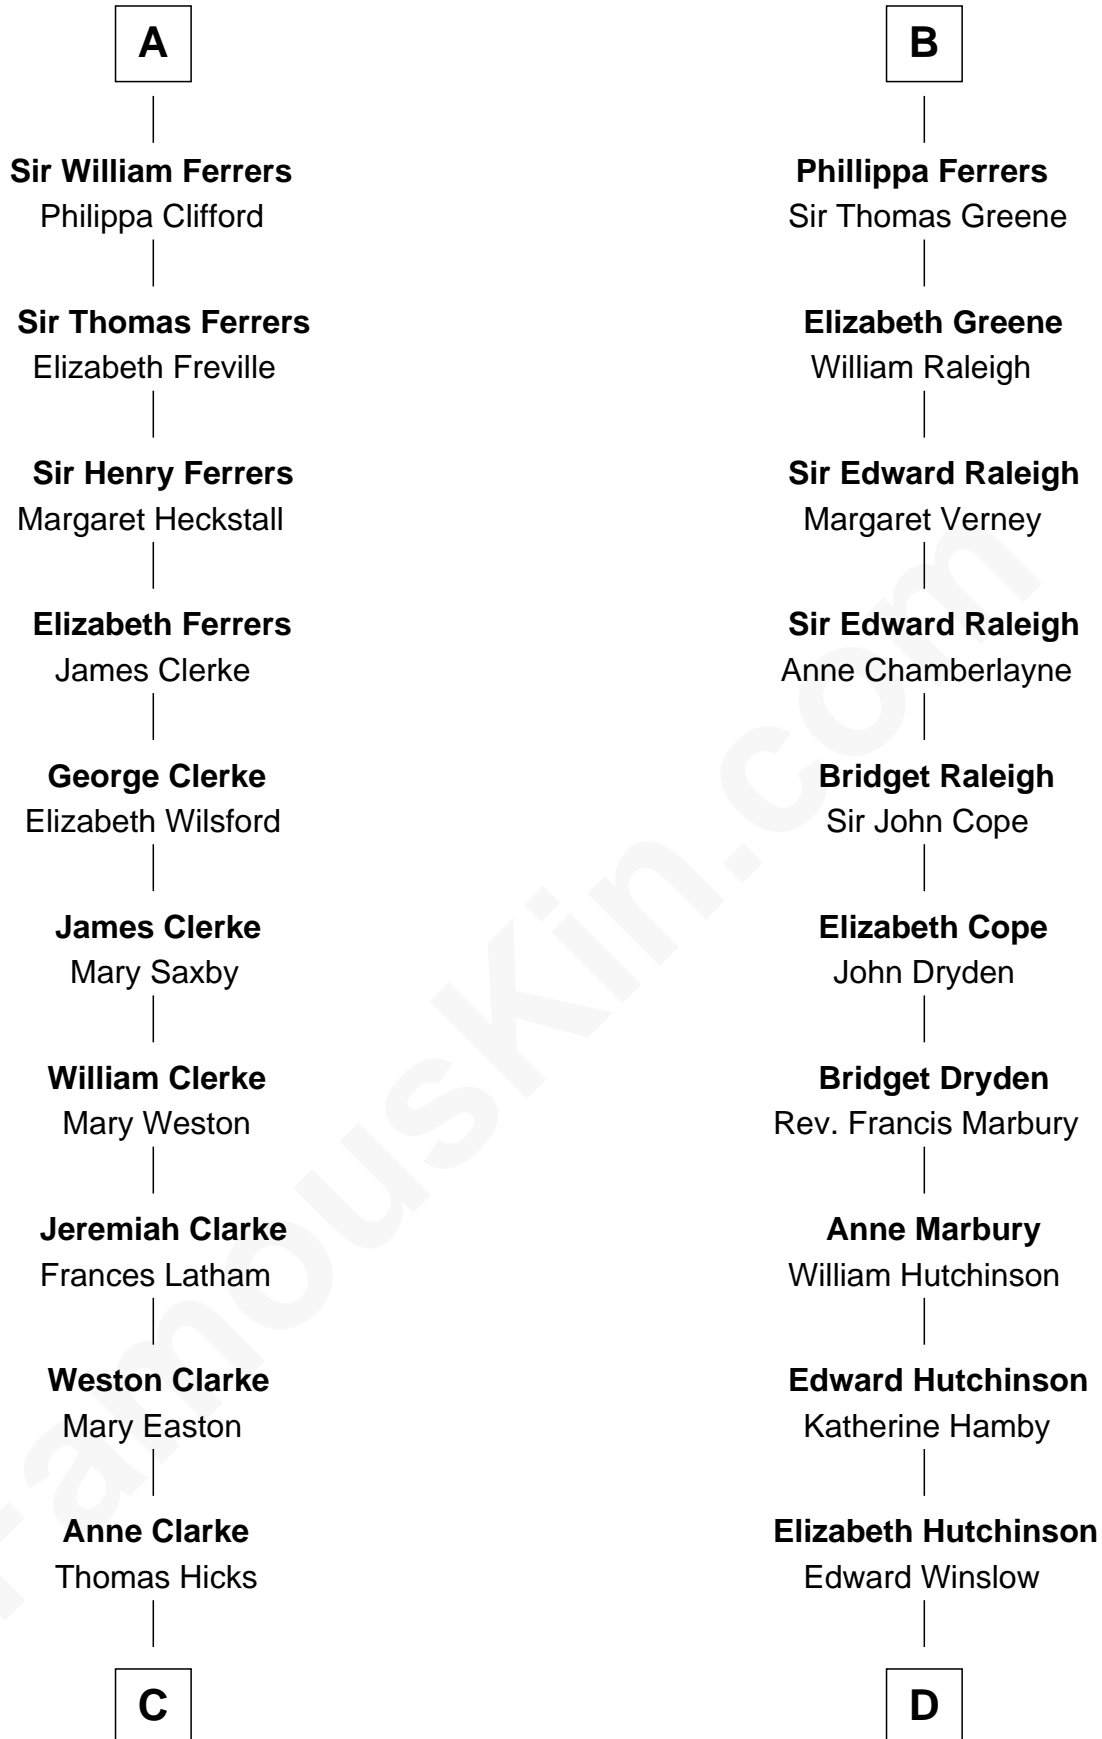 A
Sir William Ferrers
Philippa Clifford
Sir Thomas Ferrers
Elizabeth Freville
Sir Henry Ferrers
Margaret Heckstall
Elizabeth Ferrers
James Clerke
George Clerke
Elizabeth Wilsford
James Clerke
Mary Saxby
William Clerke
Mary Weston
Jeremiah Clarke
Frances Latham
Weston Clarke
Mary Easton
Anne Clarke
Thomas Hicks
C
B
Phillippa Ferrers
Sir Thomas Greene
Elizabeth Greene
William Raleigh
Sir Edward Raleigh
Margaret Verney
Sir Edward Raleigh
Anne Chamberlayne
Bridget Raleigh
Sir John Cope
Elizabeth Cope
John Dryden
Bridget Dryden
Rev. Francis Marbury
Anne Marbury
William Hutchinson
Edward Hutchinson
Katherine Hamby
Elizabeth Hutchinson
Edward Winslow
D
FamousKin.com